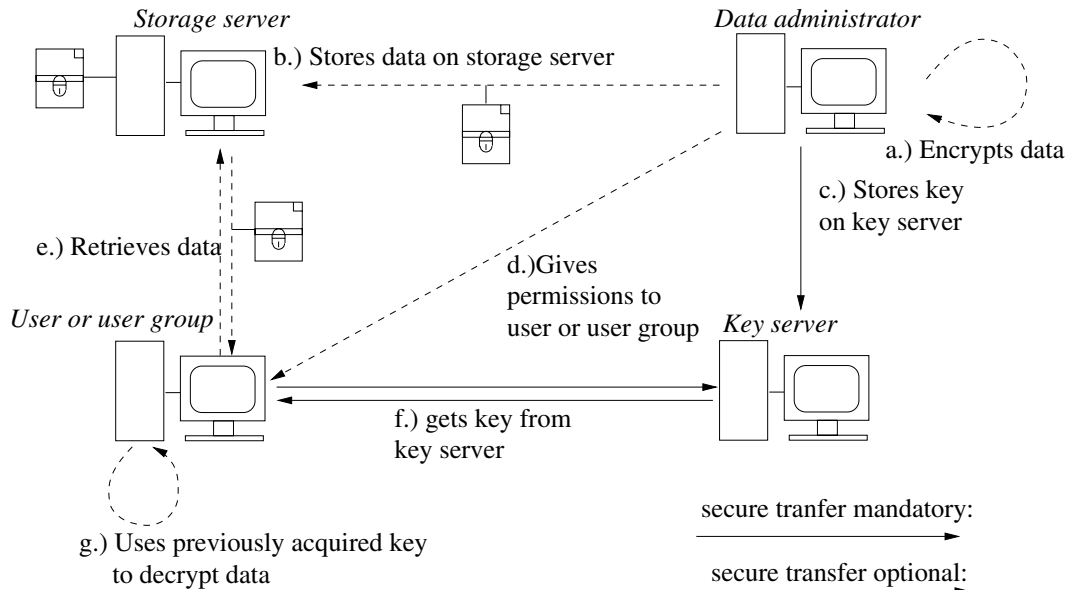 Storage server
Data administrator
b.) Stores data on storage server
a.) Encrypts data
c.) Stores key
on key server
e.) Retrieves data
d.)Gives
permissions to
user or user group
User or user group
Key server
f.) gets key from
key server
g.) Uses previously acquired key
to decrypt data
secure tranfer mandatory:
secure transfer optional: